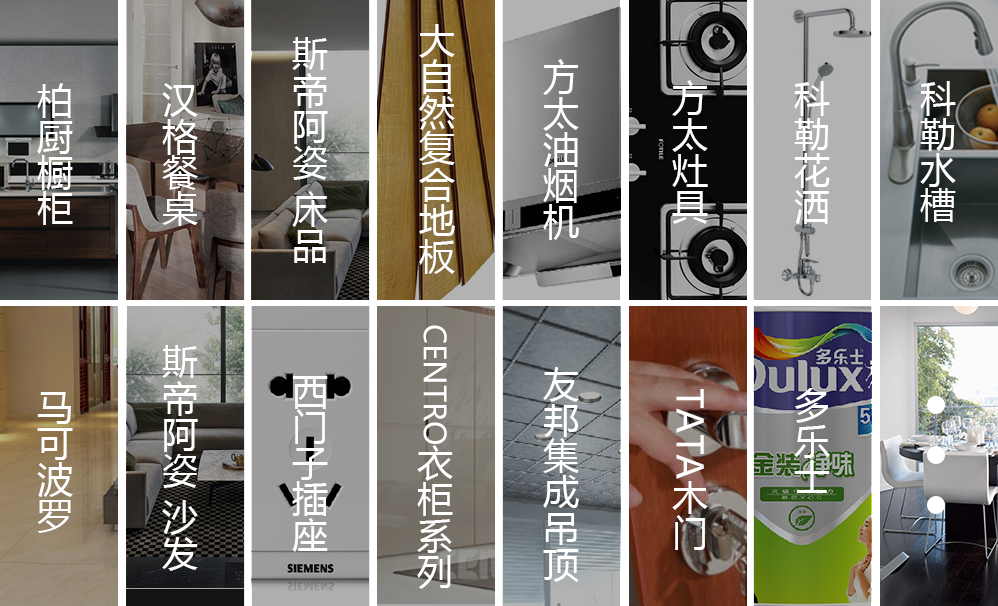 柏厨橱柜
汉格餐桌
斯帝阿姿 床品
大自然复合地板
方太油烟机
方太灶具
FOTILE
科勒花洒
科勒水槽
马可波罗
斯帝阿姿 沙发
西门子插座
SIEMENS
CENTRO衣柜系列
友邦集成吊顶
TATA木门
多乐士
多乐士
Dulux
金装净味